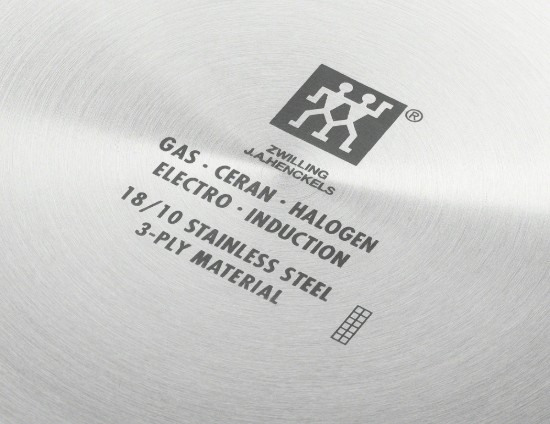 ®
ZWILLING
J.A.HENCKELS
GAS · CERAN · HALOGEN
ELECTRO · INDUCTION
18/10 STAINLESS STEEL
3-PLY MATERIAL